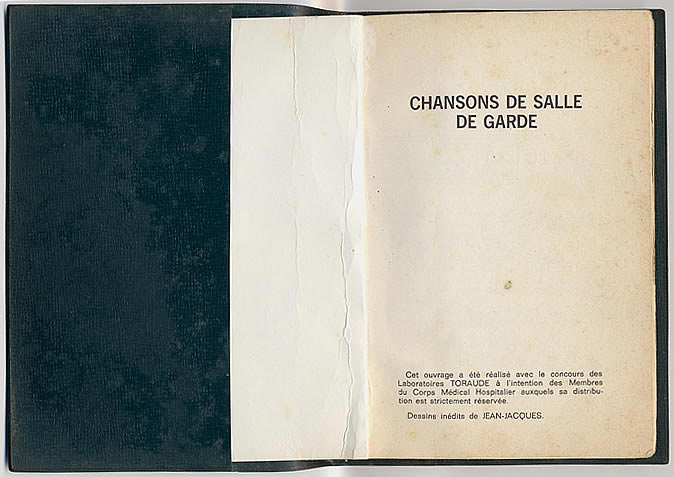 CHANSONS DE SALLE
DE GARDE
Cet ouvrage a été réalisé avec le concours des
Laboratoires TORAUDE à l'intention des Membres
du Corps Médical Hospitalier auxquels sa distribu-
tion est strictement réservée.
Dessins inédits de JEAN-JACQUES.